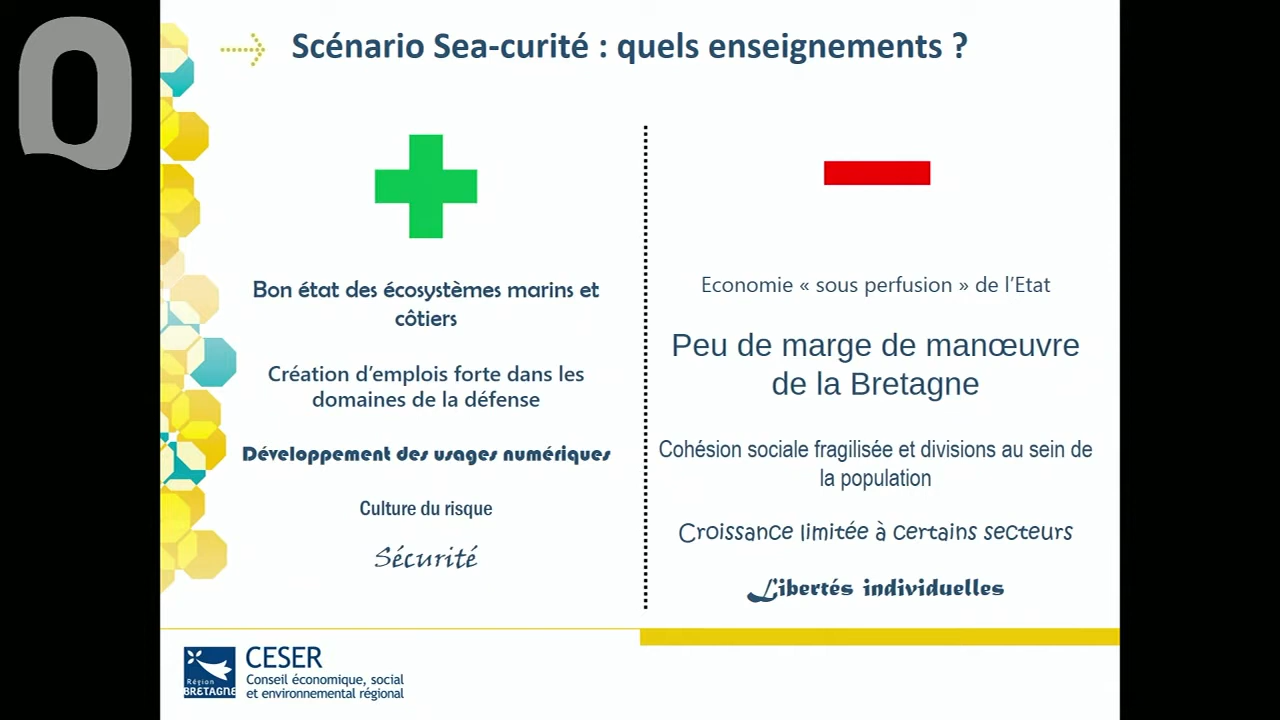 Scénario Sea-curité : quels enseignements ?
Bon état des écosystèmes marins et
côtiers
Création d'emplois forte dans les
domaines de la défense
Développement des usages numériques
Culture du risque
Sécurité
Economie « sous perfusion » de l'Etat
Peu de marge de manœuvre
de la Bretagne
Cohésion sociale fragilisée et divisions au sein de
la population
Croissance limitée à certains secteurs
Libertés individuelles
Région
BRETAGNE
CESER
Conseil économique, social
et environnemental régional